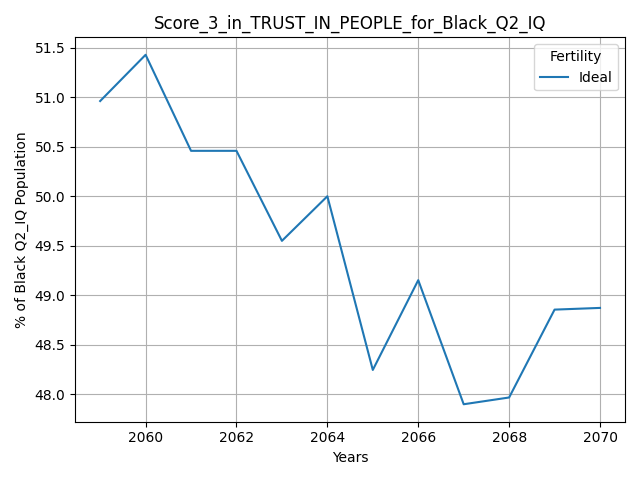 Score_3_in_TRUST_IN_PEOPLE_for_Black_Q2_IQ
Fertility
Ideal
% of Black Q2_IQ Population
51.5
51.0
50.5
50.0
49.5
49.0
48.5
48.0
2060 2062 2064 2066 2068 2070
Years